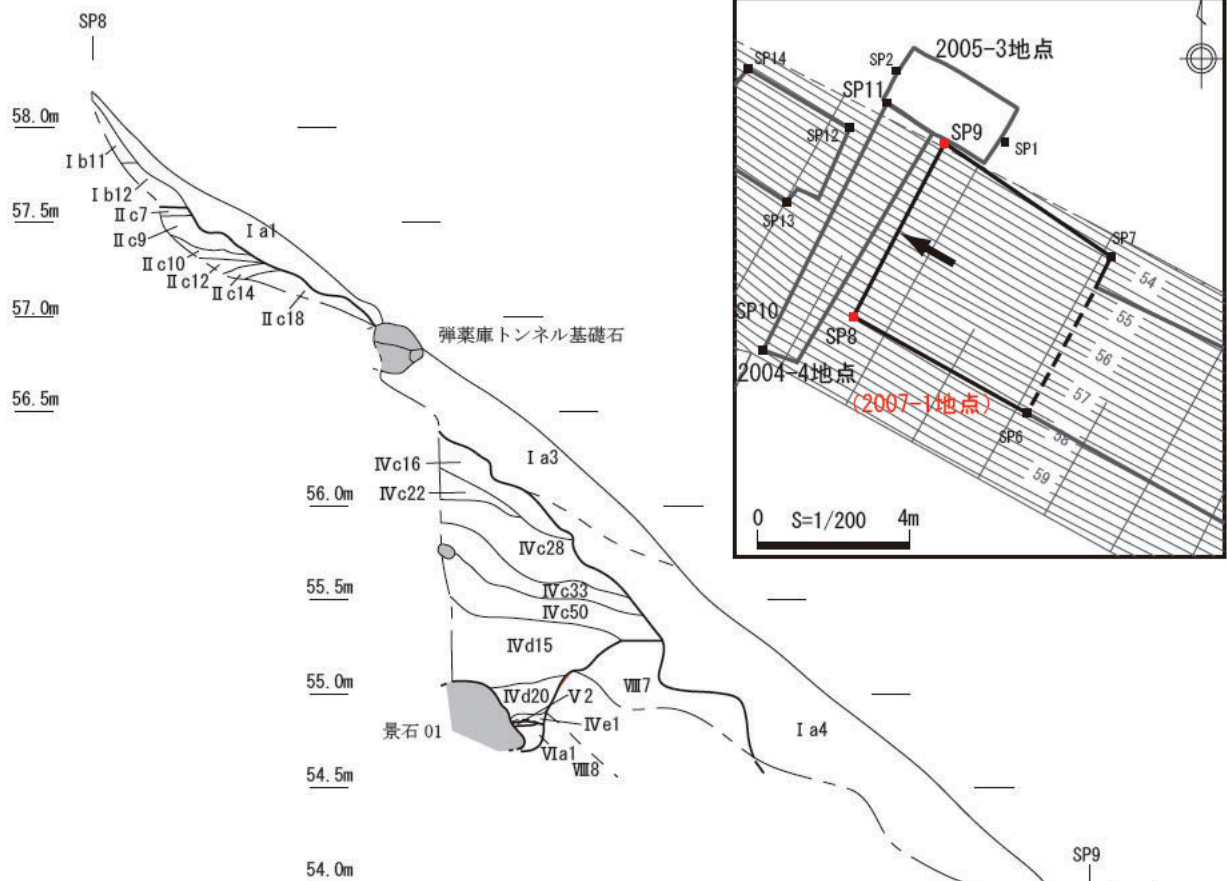 SP8
58.0m
Ⅰb11
Ⅰb12
57.5m
Ⅱc7
Ⅰa1
Ⅱc9
Ⅱc10
Ⅱc12
Ⅱc14
Ⅱc18
57.0m
弾薬庫トンネル基礎石
56.5m
Ⅰa3
Ⅳc16
Ⅳc22
56.0m
Ⅳc28
55.5m
Ⅳc33
Ⅳc50
Ⅳd15
55.0m
Ⅳd20
Ⅴ2
Ⅷ7
Ⅳe1
Ⅰa4
景石 01
Ⅵa1
Ⅷ8
54.5m
SP9
54.0m
2005-3地点
SP14
SP2
SP11
SP12
SP9
SP1
SP13
SP7
54
SP10
SP8
55
56
2004-4地点
57
(2007-1地点)
SP6
58
59
0 S=1/200 4m